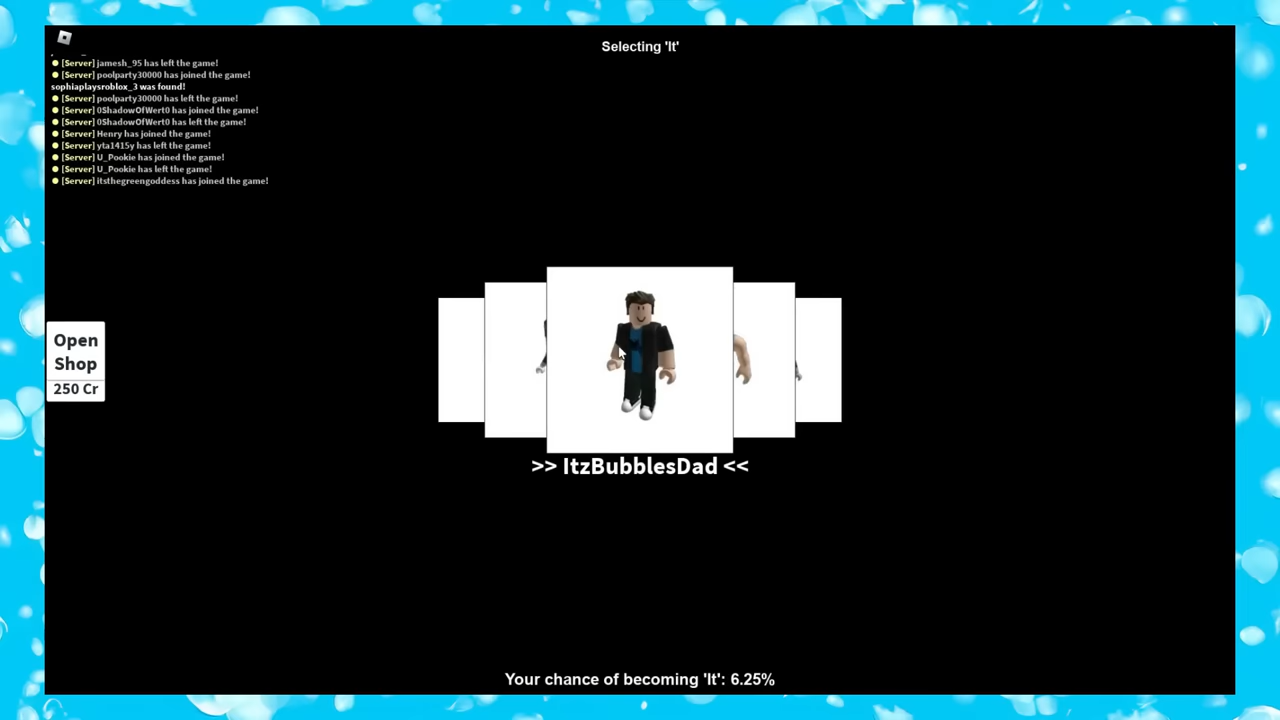 Selecting 'It'
[Server] jamesh_95 has left the game!
[Server] poolparty30000 has joined the game!
sophiaplaysroblox_3 was found!
[Server] poolparty30000 has left the game!
[Server] 0ShadowOfWert0 has joined the game!
[Server] 0ShadowOfWert0 has left the game!
[Server] Henry has joined the game!
[Server] yta1415y has left the game!
[Server] U_Pookie has joined the game!
[Server] U_Pookie has left the game!
[Server] itsthegreengoddess has joined the game!
Open
Shop
250 Cr
>> ItzBubblesDad <<
Your chance of becoming 'It': 6.25%